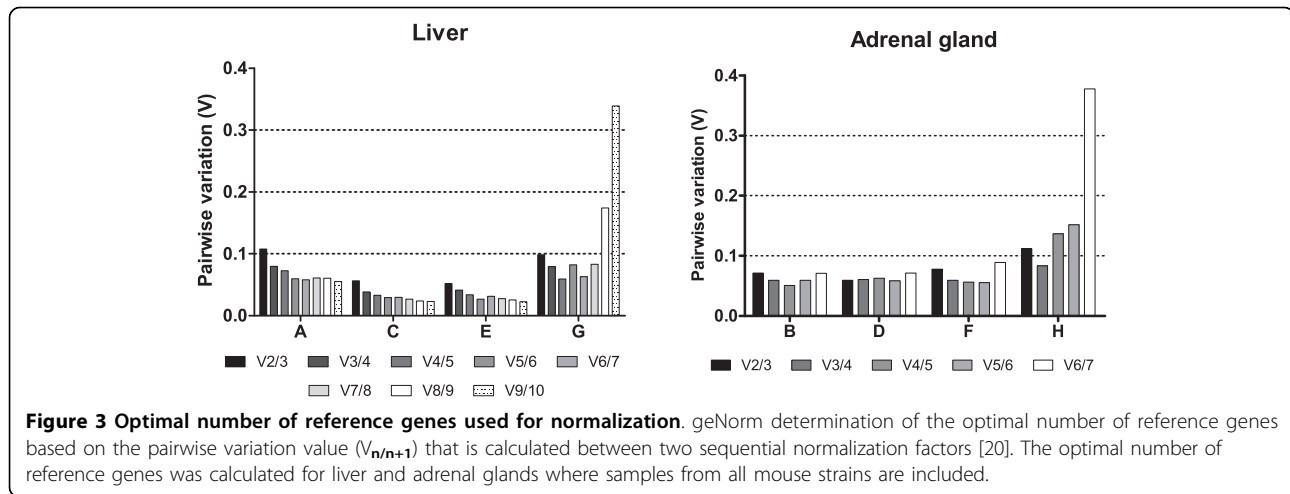 Liver
Adrenal gland
Pairwise variation (V)
0.4
0.3
0.2
0.1
0.0
A C E G
V2/3 V3/4 V4/5 V5/6 V6/7
V7/8 V8/9 V9/10
Pairwise variation (V)
0.4
0.3
0.2
0.1
0.0
B D F H
V2/3 V3/4 V4/5 V5/6 V6/7
Figure 3 Optimal number of reference genes used for normalization. geNorm determination of the optimal number of reference genes
based on the pairwise variation value (Vn/n+1) that is calculated between two sequential normalization factors [20]. The optimal number of
reference genes was calculated for liver and adrenal glands where samples from all mouse strains are included.